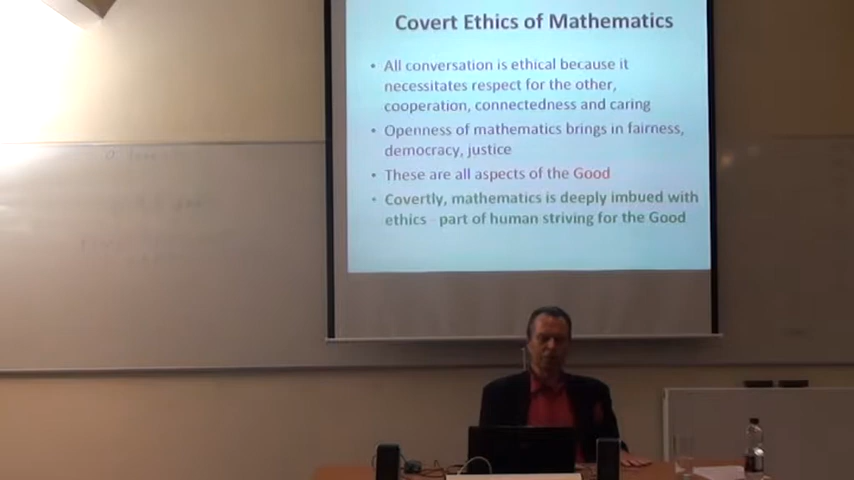 Covert Ethics of Mathematics
• All conversation is ethical because it
necessitates respect for the other,
cooperation, connectedness and caring
• Openness of mathematics brings in fairness,
democracy, justice
• These are all aspects of the Good
• Covertly, mathematics is deeply imbued with
ethics - part of human striving for the Good